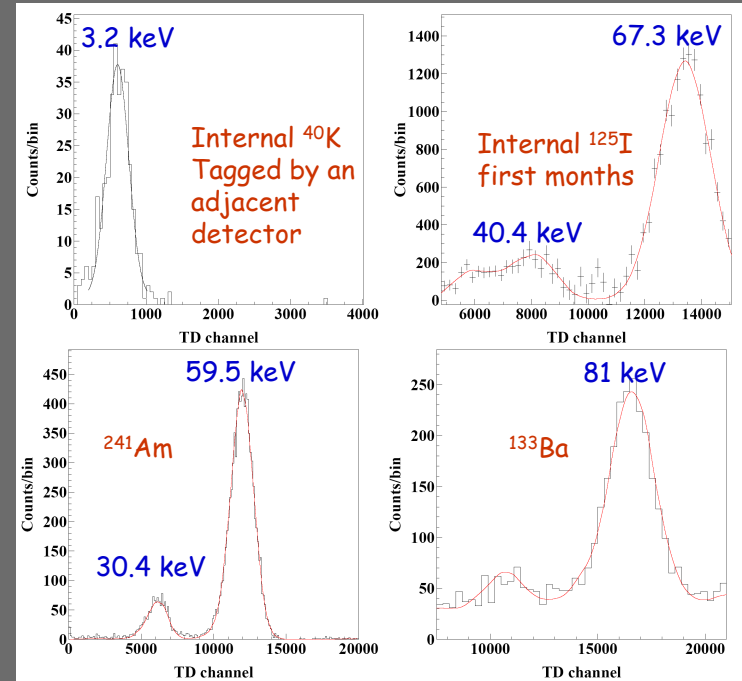 45
40
35
30
25
20
15
10
5
0
Counts/bin
3.2 keV
Internal ⁴⁰K
Tagged by an
adjacent
detector
0 1000 2000 3000 4000
TD channel
1400
1200
1000
800
600
400
200
0
Counts/bin
67.3 keV
Internal ¹²⁵I
first months
40.4 keV
6000 8000 10000 12000 14000
TD channel
450
400
350
300
250
200
150
100
50
0
Counts/bin
59.5 keV
²⁴¹Am
30.4 keV
0 5000 10000 15000 20000
TD channel
250
200
150
100
50
0
Counts/bin
81 keV
¹³³Ba
10000 15000 20000
TD channel